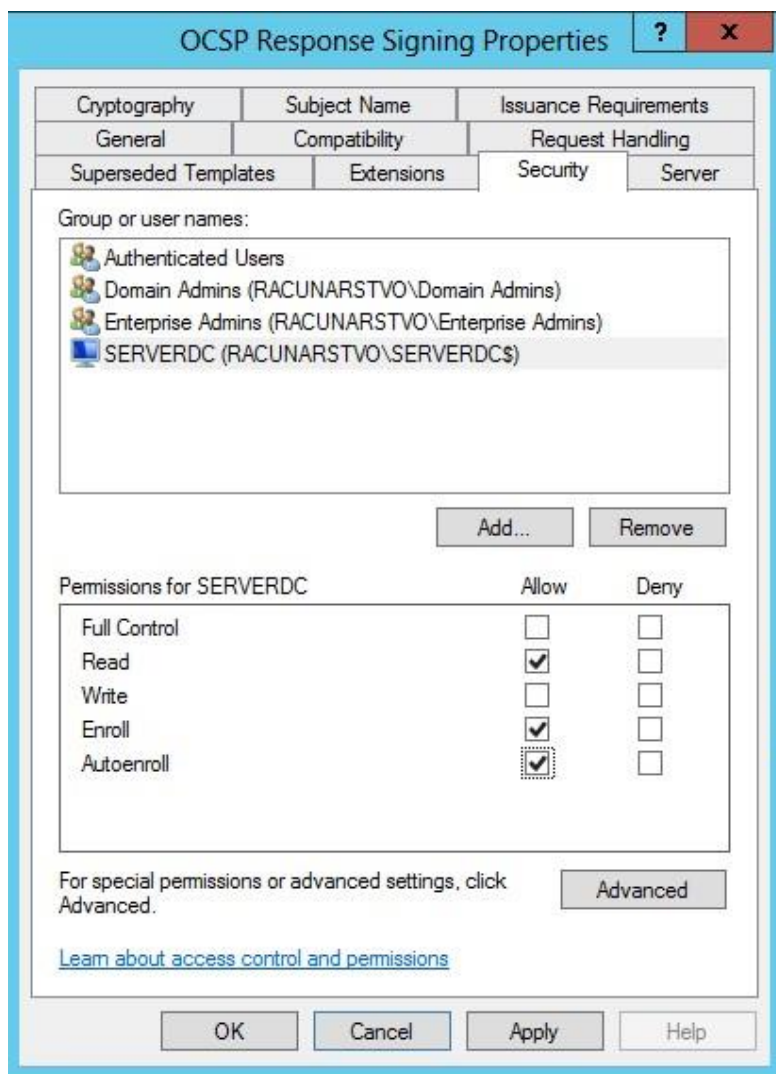 OCSP Response Signing Properties
?
x
Cryptography
Subject Name
Issuance Requirements
General
Compatibility
Request Handling
Superseded Templates
Extensions
Security
Server
Group or user names:
Authenticated Users
Domain Admins (RACUNARSTVO\Domain Admins)
Enterprise Admins (RACUNARSTVO\Enterprise Admins)
SERVERDC (RACUNARSTVO\SERVERDC$)
Add...
Remove
Permissions for SERVERDC
Allow
Deny
Full Control
Read
Write
Enroll
Autoenroll
For special permissions or advanced settings, click
Advanced.
Advanced
Learn about access control and permissions
OK
Cancel
Apply
Help